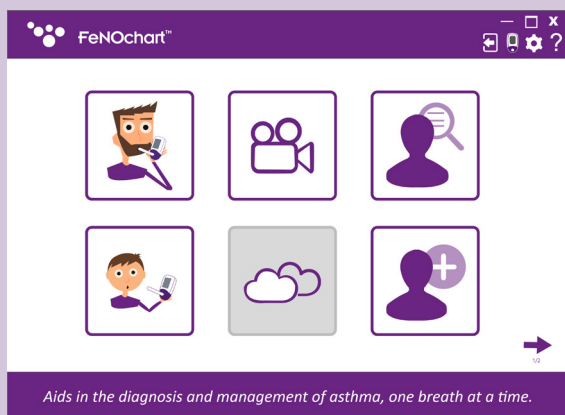 FeNOchart™
Aids in the diagnosis and management of asthma, one breath at a time.
1/2